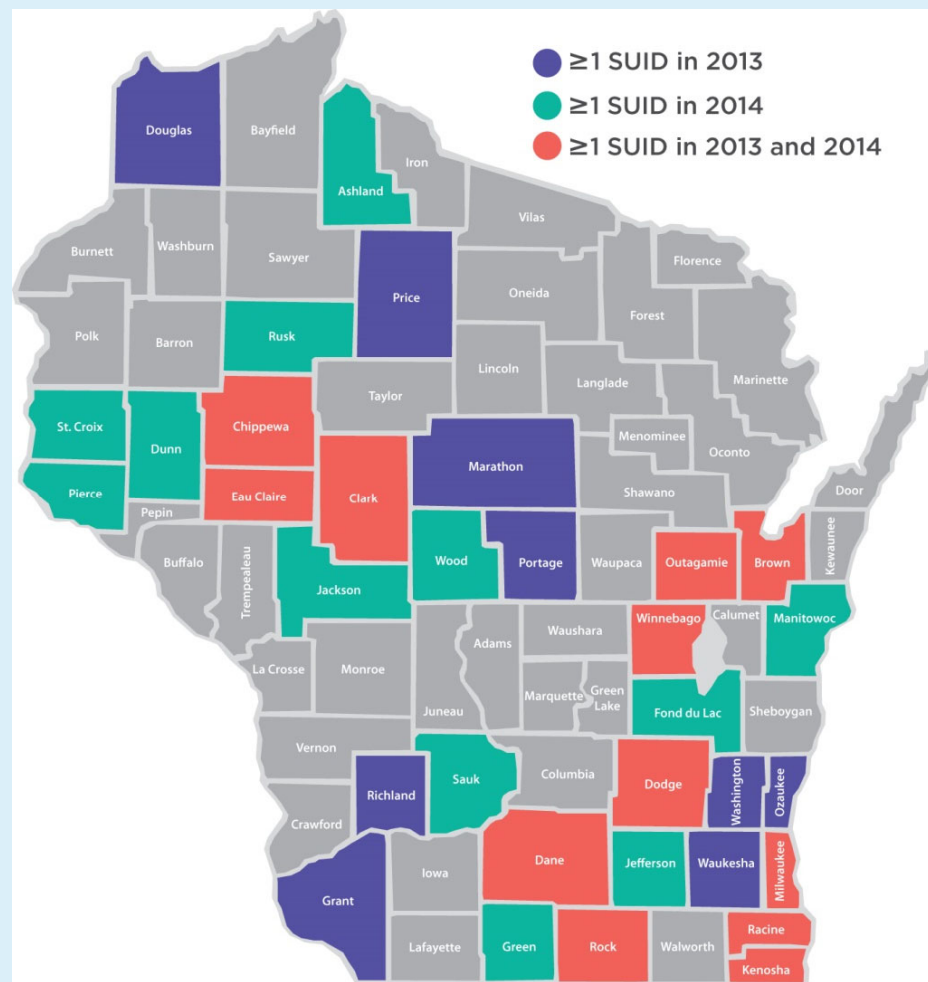 ≥1 SUID in 2013
≥1 SUID in 2014
≥1 SUID in 2013 and 2014
Douglas
Bayfield
Ashland
Iron
Vilas
Burnett
Washburn
Sawyer
Price
Oneida
Forest
Florence
Polk
Barron
Rusk
Taylor
Lincoln
Langlade
Marinette
St. Croix
Dunn
Chippewa
Clark
Marathon
Menominee
Oconto
Pierce
Pepin
Eau Claire
Shawano
Door
Buffalo
Trempealeau
Jackson
Wood
Portage
Waupaca
Outagamie
Brown
Kewaunee
La Crosse
Monroe
Juneau
Adams
Waushara
Winnebago
Calumet
Manitowoc
Marquette
Green
Lake
Fond du Lac
Sheboygan
Vernon
Richland
Sauk
Columbia
Dodge
Washington
Ozaukee
Crawford
Grant
Iowa
Dane
Jefferson
Waukesha
Milwaukee
Lafayette
Green
Rock
Walworth
Racine
Kenosha